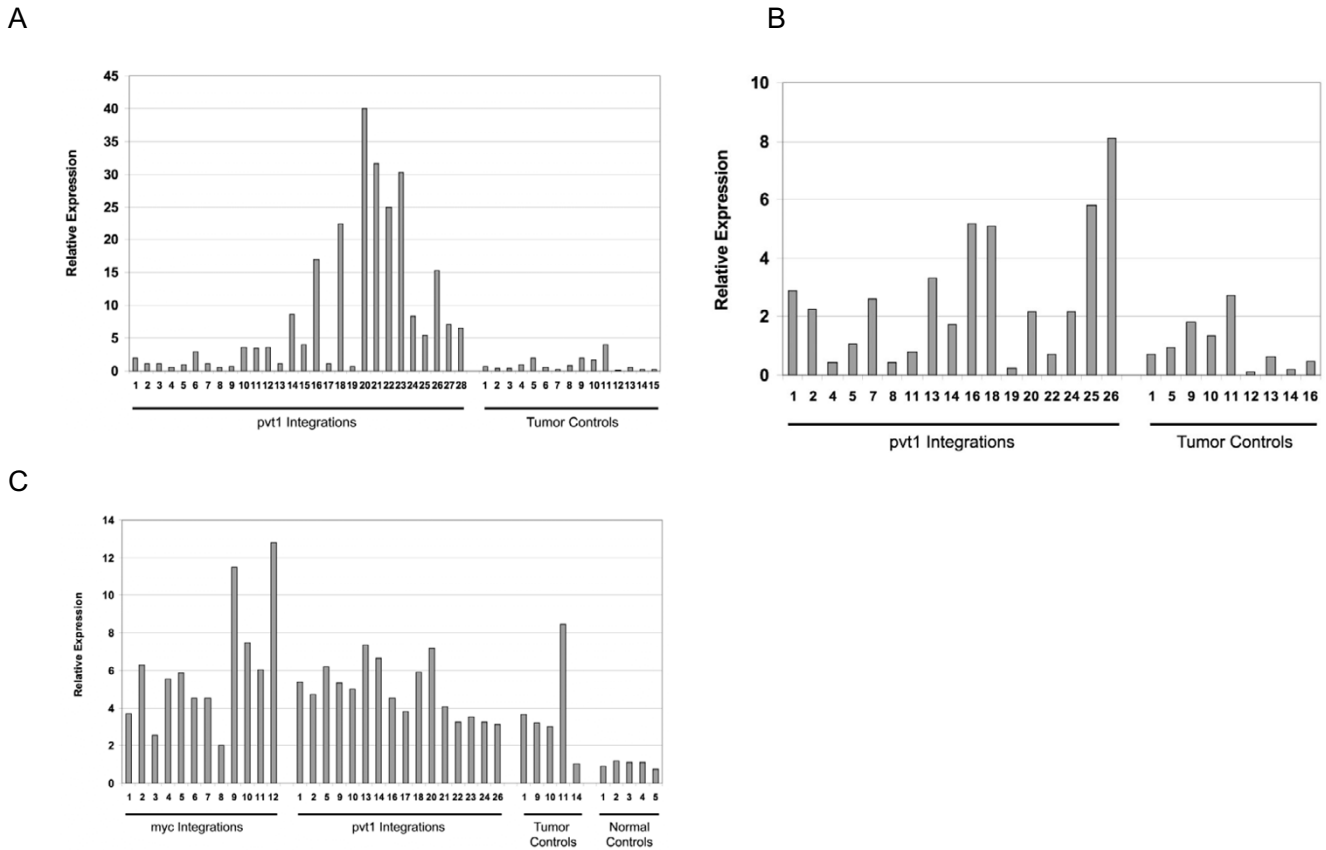 A
B
45
40
35
30
25
20
15
10
5
0
Relative Expression
1 2 3 4 5 6 7 8 9 10 11 12 13 14 15 16 17 18 19 20 21 22 23 24 25 26 27 28
1 2 3 4 5 6 7 8 9 10 11 12 13 14 15
pvt1 Integrations
Tumor Controls
10
8
6
4
2
0
Relative Expression
1 2 4 5 7 8 11 13 14 16 18 19 20 22 24 25 26
1 5 9 10 11 12 13 14 16
pvt1 Integrations
Tumor Controls
C
14
12
10
8
6
4
2
0
Relative Expression
1 2 3 4 5 6 7 8 9 10 11 12
1 2 5 9 10 13 14 16 17 18 20 21 22 23 24 26
1 9 10 11 14
1 2 3 4 5
myc Integrations
pvt1 Integrations
Tumor
Controls
Normal
Controls